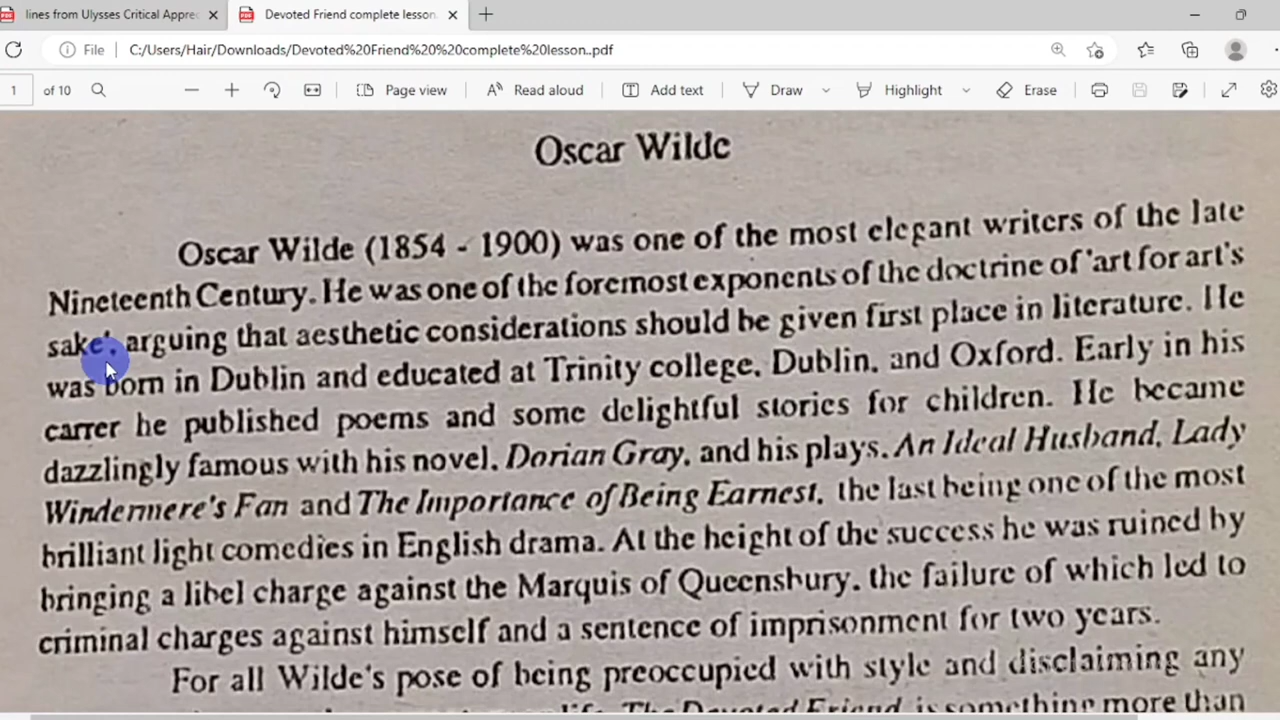 lines from Ulysses Critical Appre
Devoted Friend complete lesson.
File C:/Users/Hair/Downloads/Devoted%20Friend%20%20complete%20lesson..pdf
1 of 10 Page view Read aloud Add text Draw Highlight Erase
Oscar Wilde
Oscar Wilde (1854 - 1900) was one of the most elegant writers of the late
Nineteenth Century. He was one of the foremost exponents of the doctrine of 'art for art's
sake', arguing that aesthetic considerations should be given first place in literature. He
was born in Dublin and educated at Trinity college, Dublin, and Oxford. Early in his
carrer he published poems and some delightful stories for children. He became
dazzlingly famous with his novel, Dorian Gray, and his plays, An Ideal Husband, Lady
Windermere's Fan and The Importance of Being Earnest, the last being one of the most
brilliant light comedies in English drama. At the height of the success he was ruined by
bringing a libel charge against the Marquis of Queensbury, the failure of which led to
criminal charges against himself and a sentence of imprisonment for two years.
For all Wilde's pose of being preoccupied with style and disclaiming any
life, The Devoted Friend is something more than